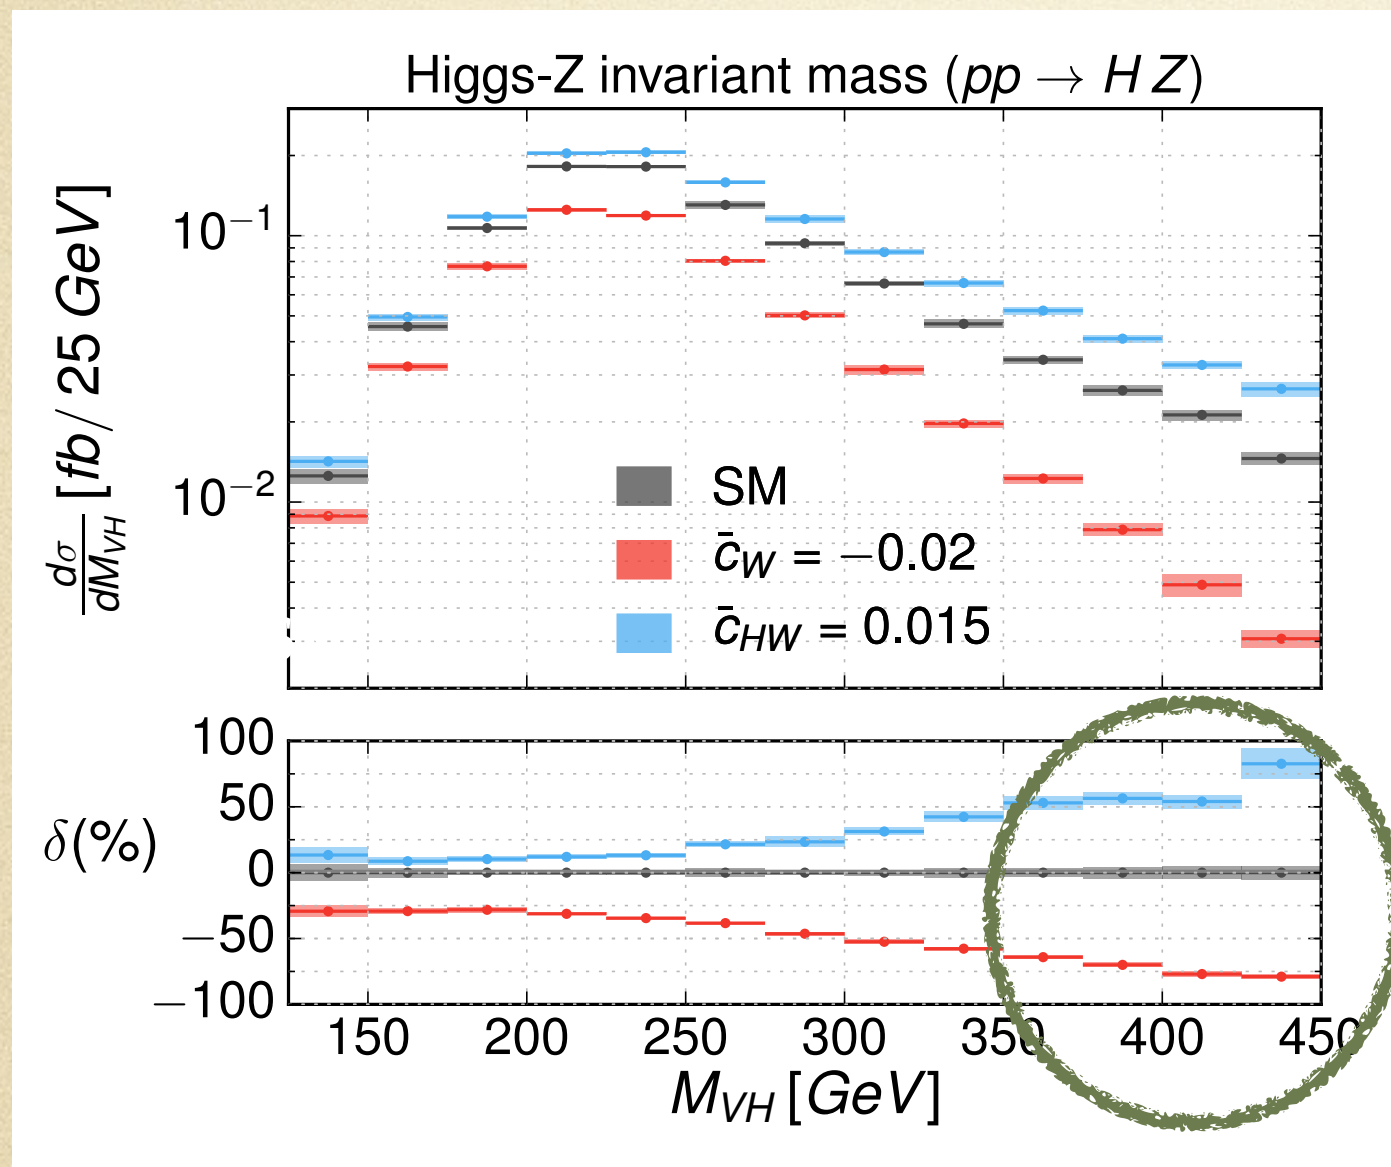 Higgs-Z invariant mass (pp → H Z)
dσ/dM_VH [fb/ 25 GeV]
10⁻¹
10⁻²
SM
c̄_W = −0.02
c̄_HW = 0.015
δ(%)
100
50
0
−50
−100
150 200 250 300 350 400 450
M_VH [GeV]